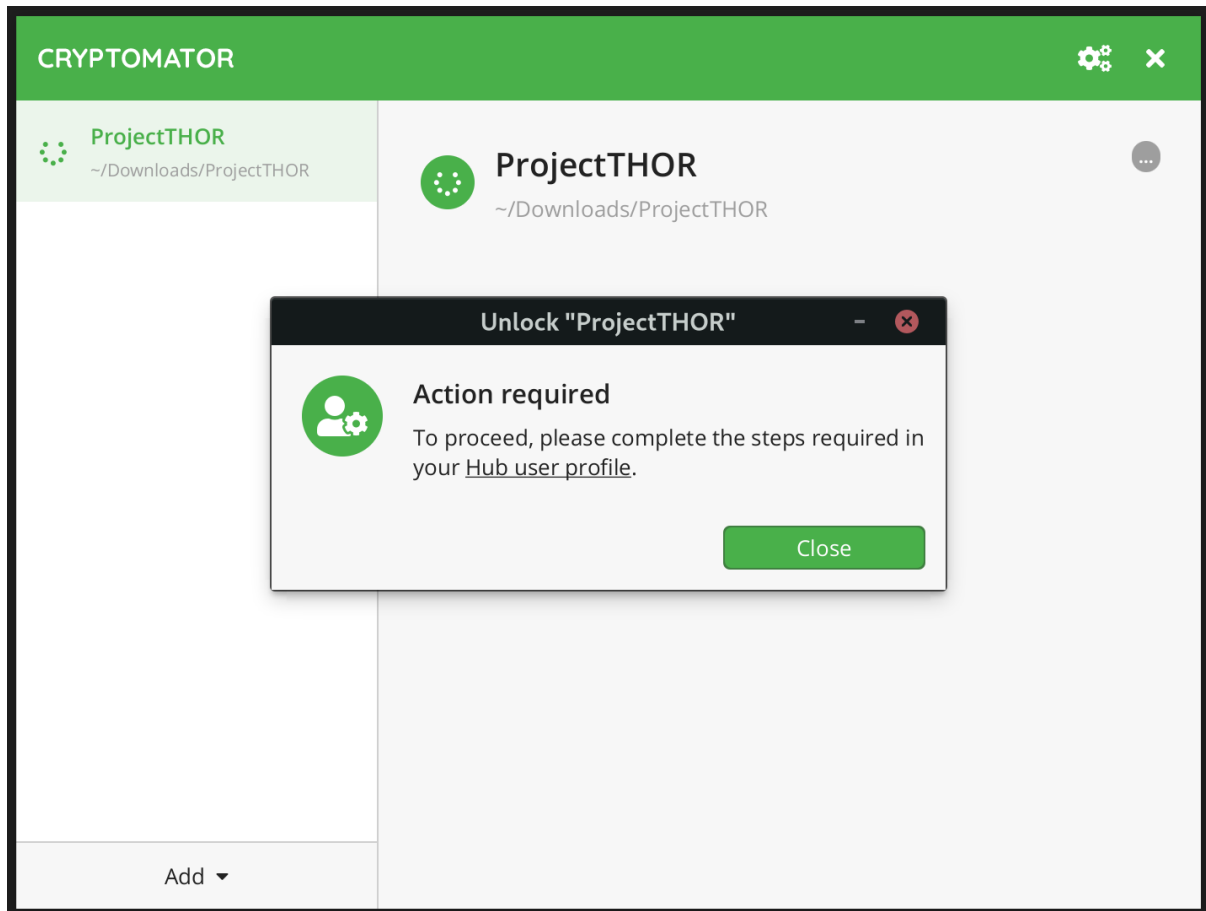 CRYPTOMATOR
ProjectTHOR
~/Downloads/ProjectTHOR
ProjectTHOR
...
~/Downloads/ProjectTHOR
Unlock "ProjectTHOR"
Action required
To proceed, please complete the steps required in
your Hub user profile.
Close
Add